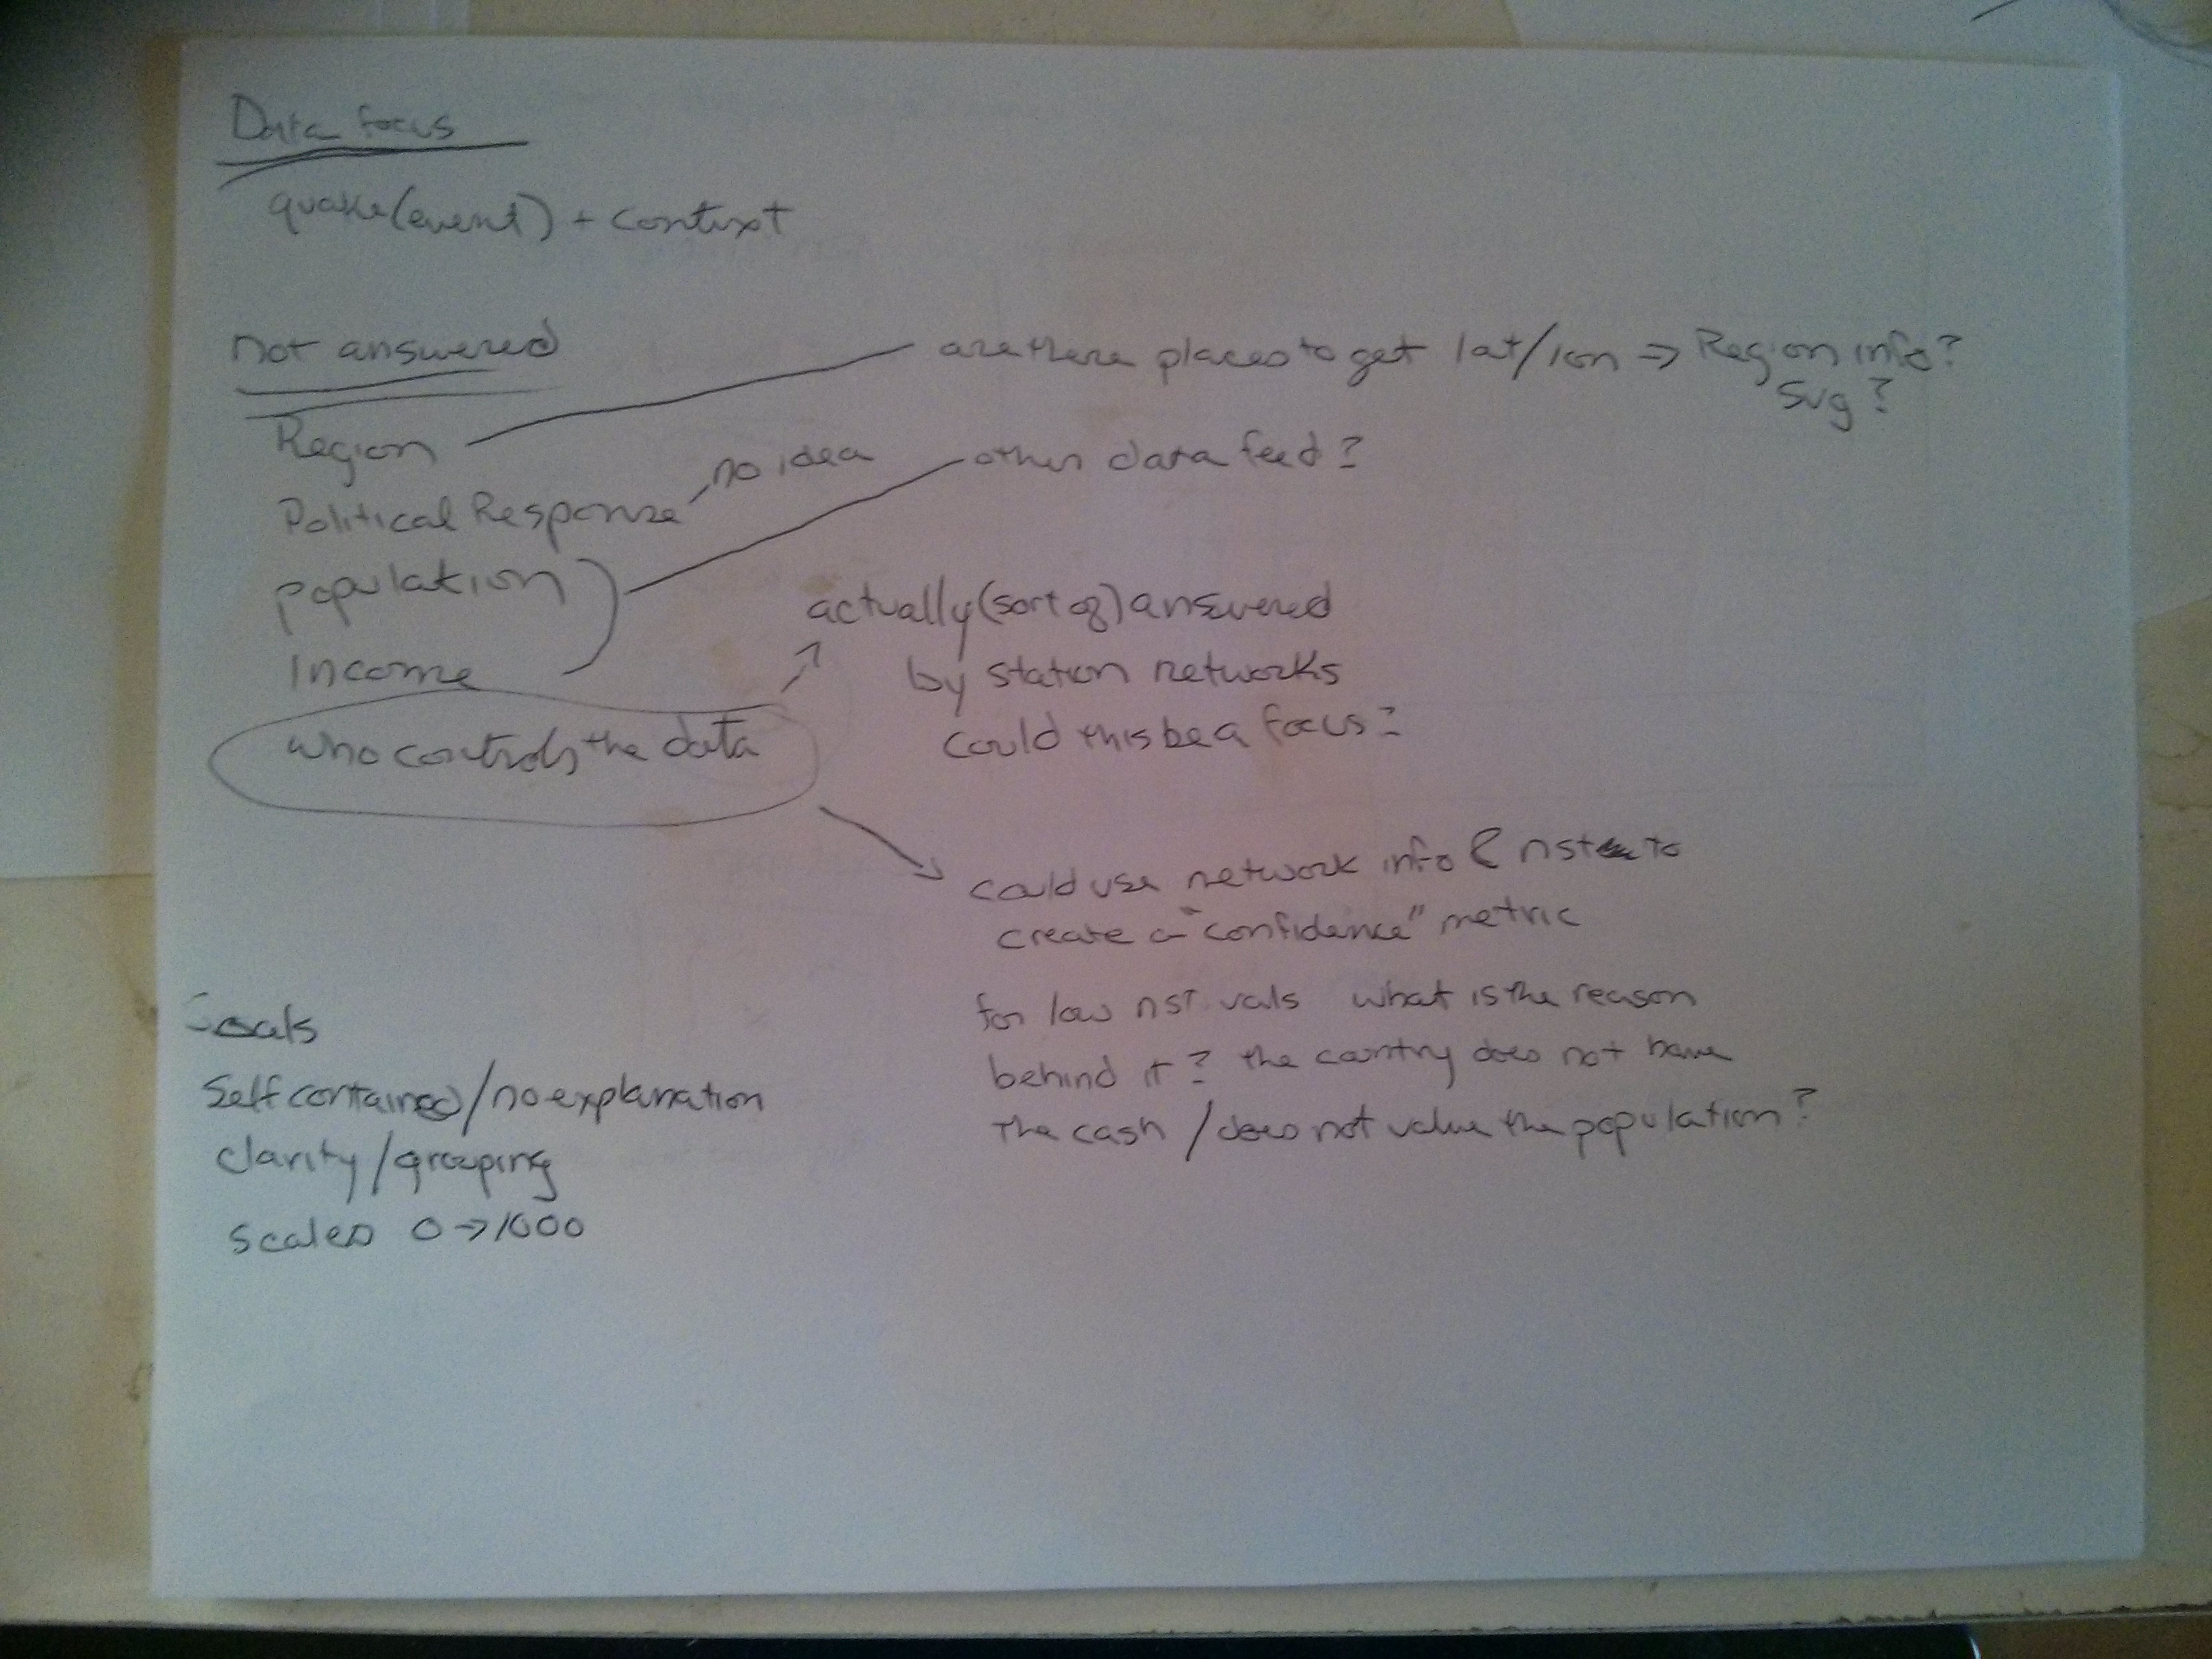 Data focus
quake (event) + context
not answered
Region
are there places to get lat/lon => Region info?
svg?
Political Response
no idea
other data feed?
population
Income
who controls the data
actually (sort of) answered
by station networks
could this be a focus?
could use network info & nst to
create a "confidence" metric
for low nst vals what is the reason
behind it? the country does not have
the cash / does not value the population?
Goals
Self contained / no explanation
clarity / grouping
scales 0 -> 1000